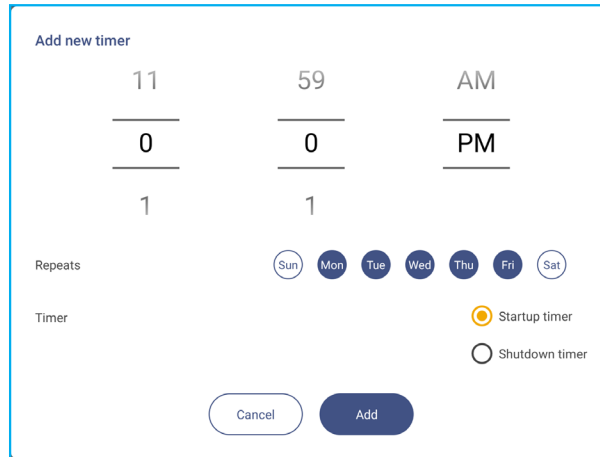 Add new timer
11 59 AM
0 0 PM
1 1
Repeats Sun Mon Tue Wed Thu Fri Sat
Timer Startup timer
Shutdown timer
Cancel Add